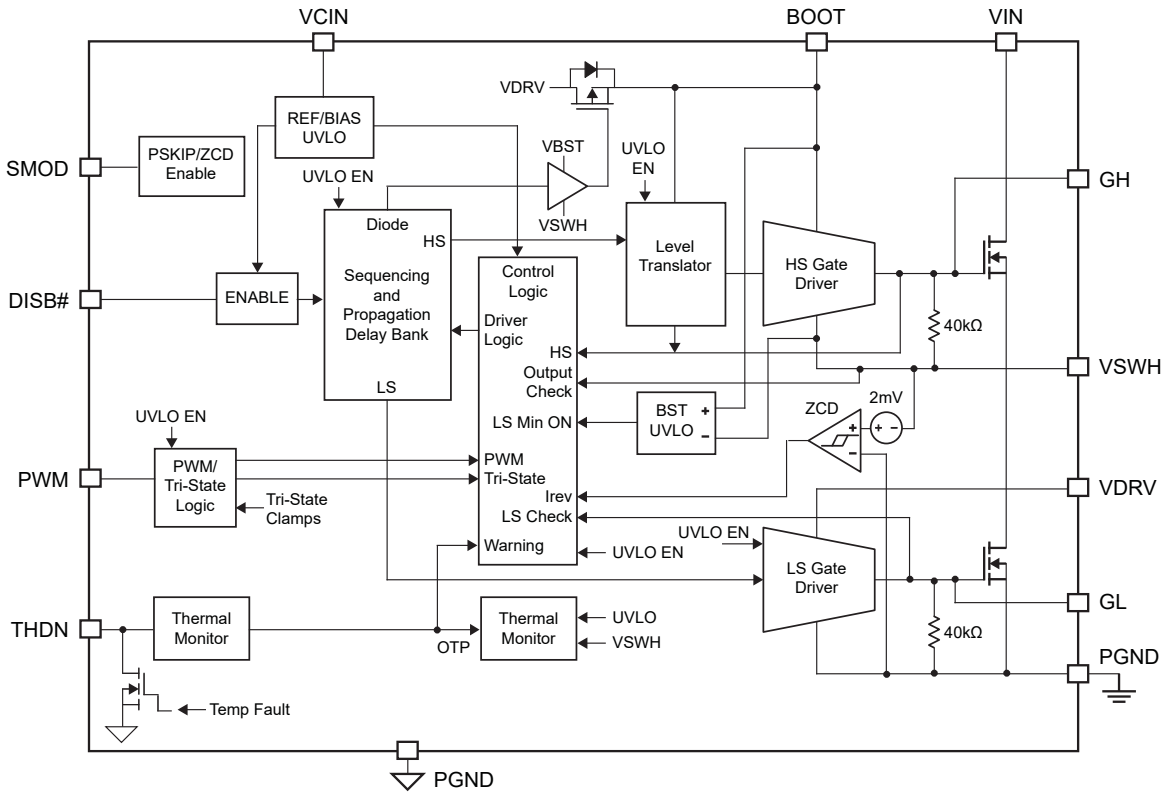 VCIN
BOOT
VIN
VDRV
REF/BIAS
UVLO
SMOD
PSKIP/ZCD
Enable
UVLO EN
VBST
VSWH
UVLO
EN
GH
Diode
HS
Sequencing
and
Propagation
Delay Bank
LS
Level
Translator
HS Gate
Driver
Control
Logic
DISB#
ENABLE
Driver
Logic
40kΩ
HS
Output
Check
VSWH
LS Min ON
BST
UVLO
+
−
ZCD
2mV
+
−
+ −
UVLO EN
PWM
PWM/
Tri-State
Logic
PWM
Tri-State
Tri-State
Clamps
Irev
LS Check
VDRV
UVLO EN
Warning
UVLO EN
LS Gate
Driver
GL
THDN
Thermal
Monitor
OTP
Thermal
Monitor
UVLO
VSWH
40kΩ
PGND
Temp Fault
PGND